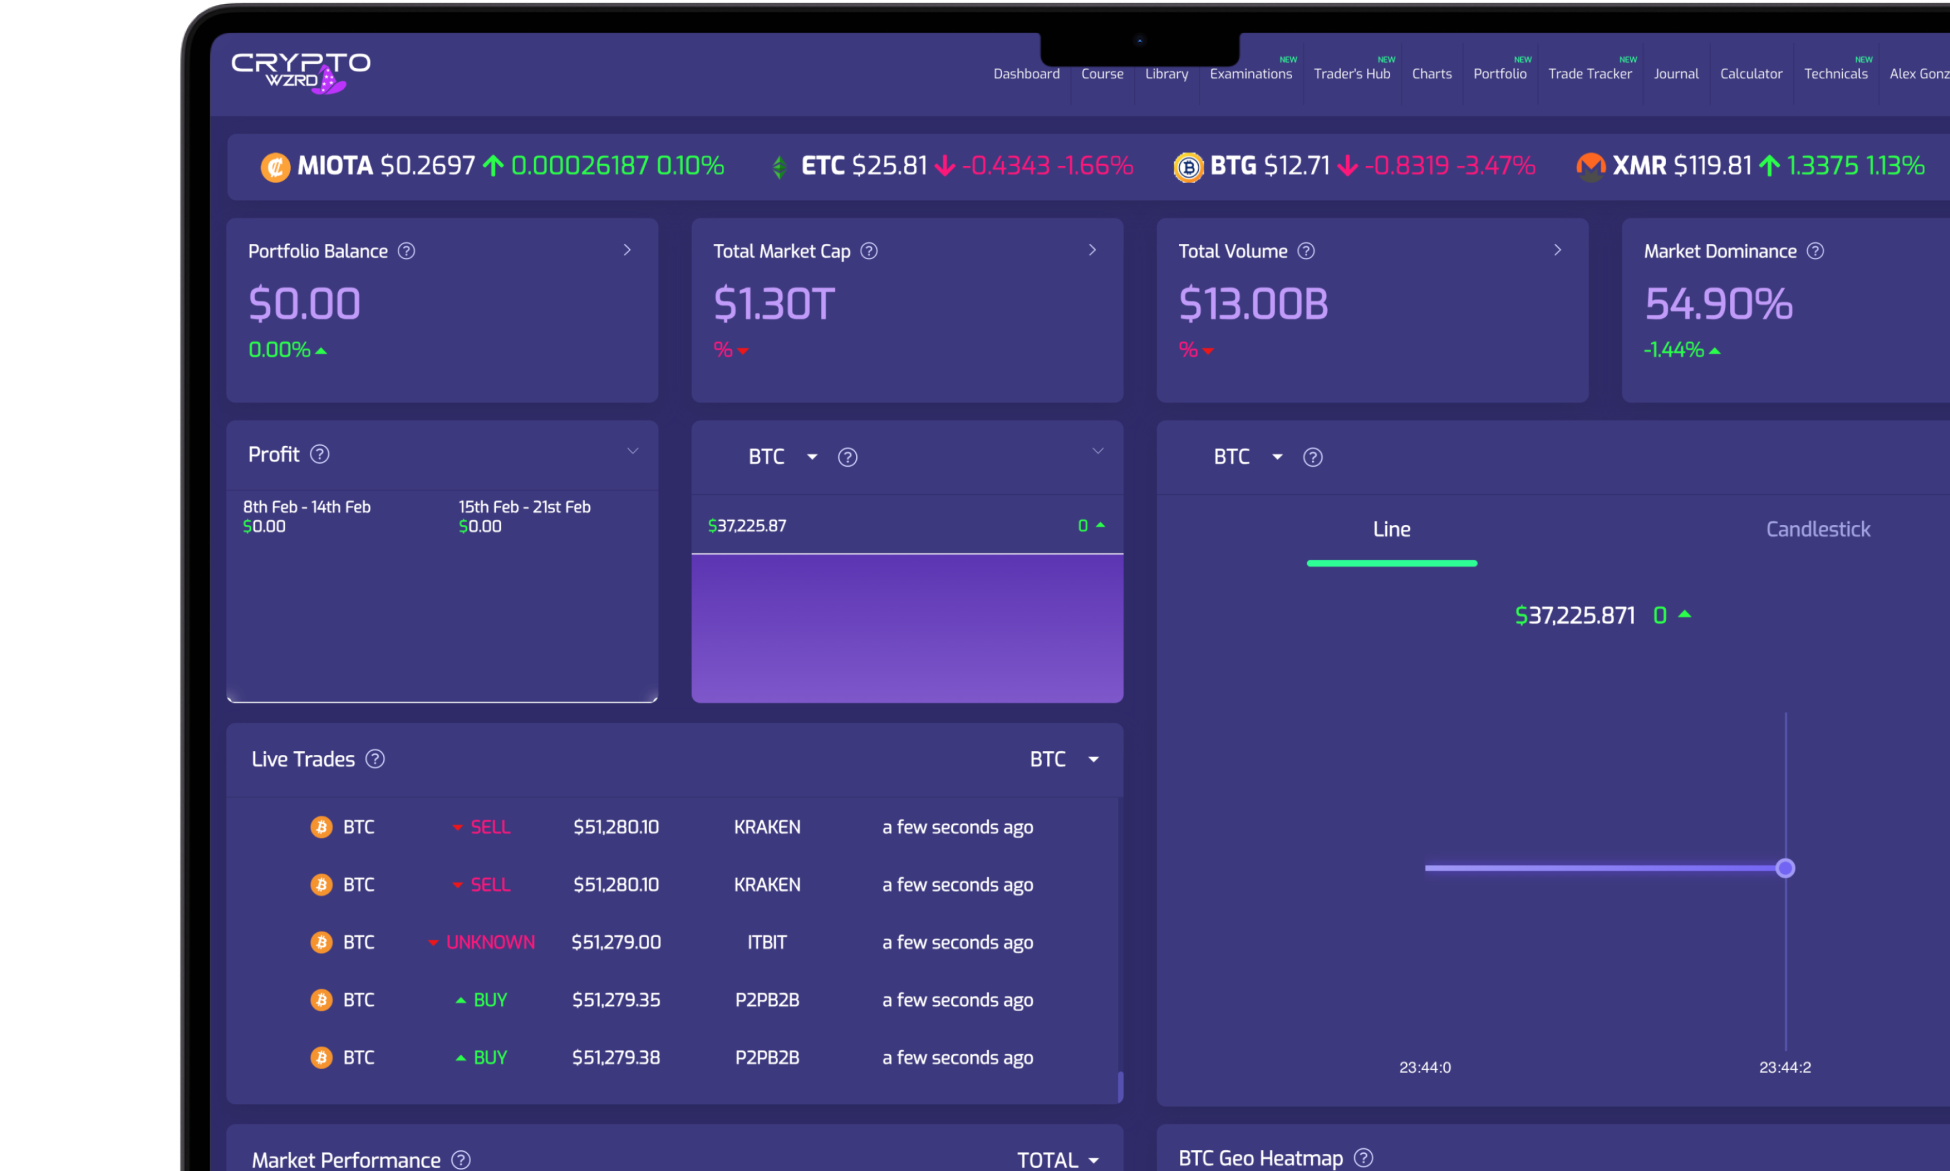 CRYPTO
WZRD
Dashboard Course Library Examinations NEW Trader's Hub NEW Charts Portfolio NEW Trade Tracker NEW Journal Calculator Technicals NEW Alex Gonz
MIOTA $0.2697 0.00026187 0.10% ETC $25.81 -0.4343 -1.66% BTG $12.71 -0.8319 -3.47% XMR $119.81 1.3375 1.13%
Portfolio Balance ?
$0.00
0.00%
Total Market Cap ?
$1.30T
%
Total Volume ?
$13.00B
%
Market Dominance ?
54.90%
-1.44%
Profit ?
8th Feb - 14th Feb 15th Feb - 21st Feb
$0.00 $0.00
BTC ?
$37,225.87 0
BTC ?
Line Candlestick
$37,225.871 0
23:44:0 23:44:2
Live Trades ? BTC
BTC SELL $51,280.10 KRAKEN a few seconds ago
BTC SELL $51,280.10 KRAKEN a few seconds ago
BTC UNKNOWN $51,279.00 ITBIT a few seconds ago
BTC BUY $51,279.35 P2PB2B a few seconds ago
BTC BUY $51,279.38 P2PB2B a few seconds ago
Market Performance ? TOTAL
BTC Geo Heatmap ?